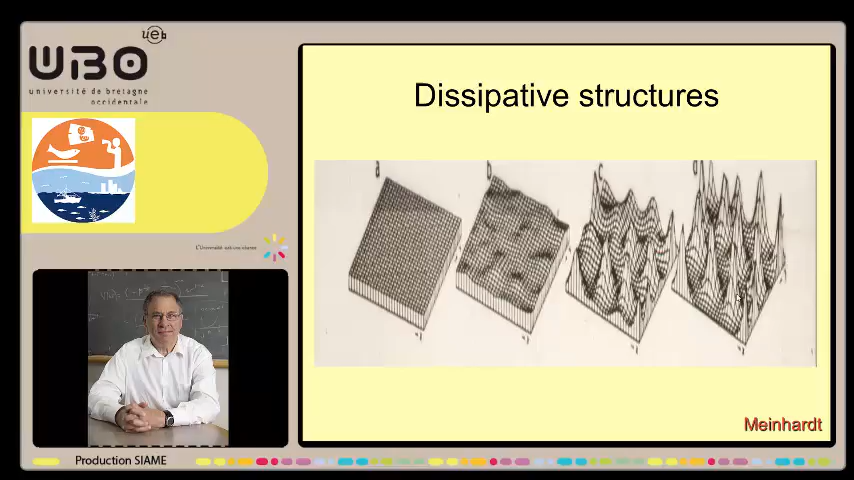 ueb
UBO
université de bretagne
occidentale
Dissipative structures
a b c d
Meinhardt
Production SIAME